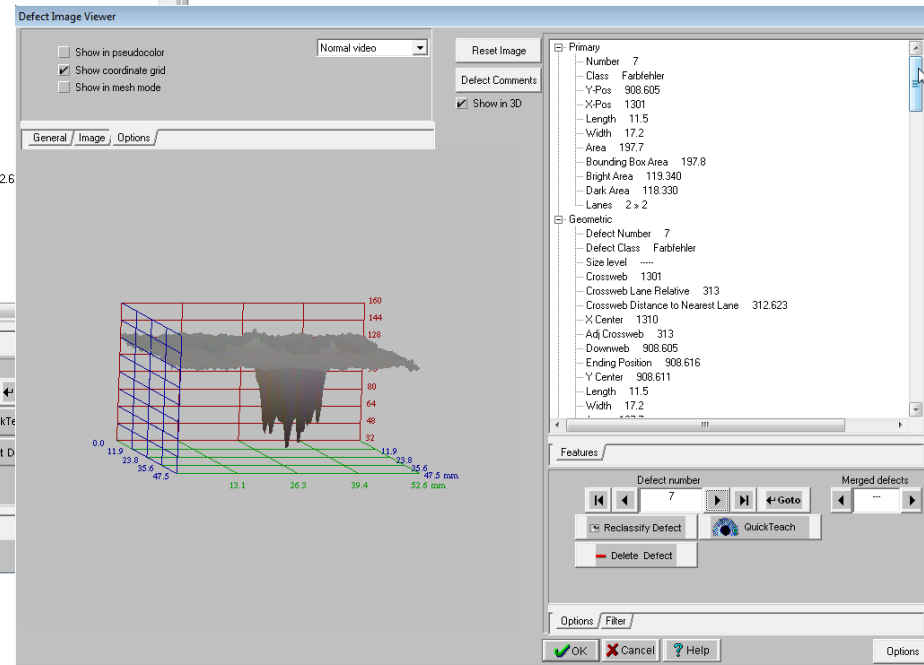 Defect Image Viewer
Show in pseudocolor
Show coordinate grid
Show in mesh mode
Normal video
Reset Image
Defect Comments
Show in 3D
General
Image
Options
2.6
Primary
Number 7
Class Farbfehler
Y-Pos 908.605
X-Pos 1301
Length 11.5
Width 17.2
Area 197.7
Bounding Box Area 197.8
Bright Area 119.340
Dark Area 118.330
Lanes 2 » 2
Geometric
Defect Number 7
Defect Class Farbfehler
Size level -----
Crossweb 1301
Crossweb Lane Relative 313
Crossweb Distance to Nearest Lane 312.623
X Center 1310
Adj Crossweb 313
Downweb 908.605
Ending Position 908.616
Y Center 908.611
Length 11.5
Width 17.2
160
144
128
80
64
48
32
0.0
11.9
23.8
35.6
47.5
11.9
23.8
35.6
47.5 mm
13.1
26.3
39.4
52.6 mm
Features
Defect number
7
Goto
Merged defects
---
Reclassify Defect
QuickTeach
Delete Defect
Options
Filter
OK
Cancel
Help
Options